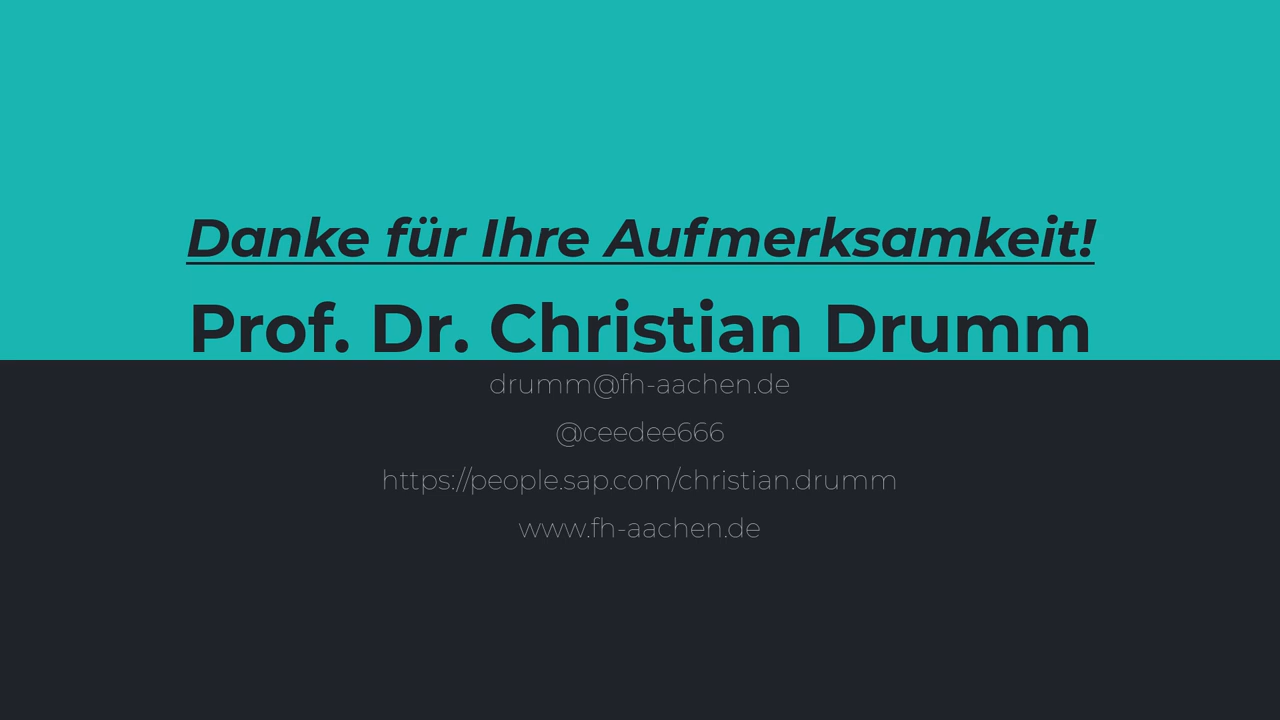 Danke für Ihre Aufmerksamkeit!
Prof. Dr. Christian Drumm
drumm@fh-aachen.de
@ceedee666
https://people.sap.com/christian.drumm
www.fh-aachen.de